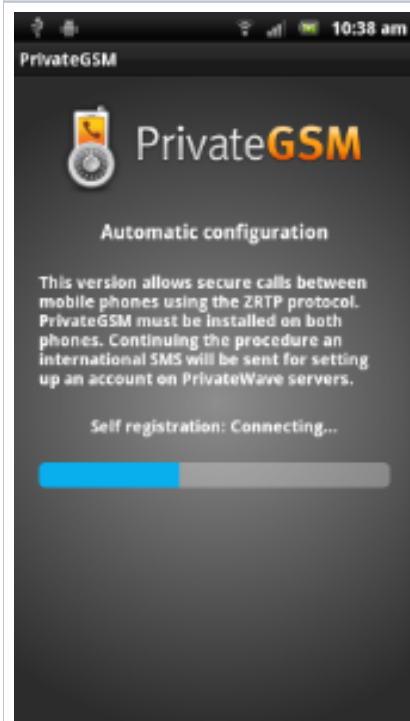 10:38 am
PrivateGSM
PrivateGSM
Automatic configuration
This version allows secure calls between
mobile phones using the ZRTP protocol.
PrivateGSM must be installed on both
phones. Continuing the procedure an
international SMS will be sent for setting
up an account on PrivateWave servers.
Self registration: Connecting...